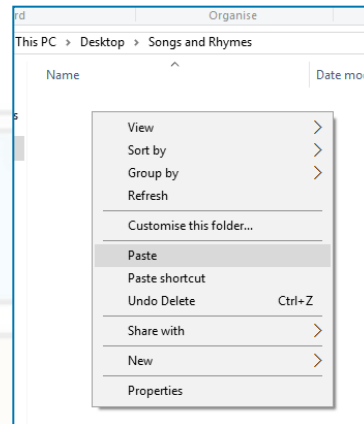 rd Organise
This PC > Desktop > Songs and Rhymes
Name Date mo
s
View
Sort by
Group by
Refresh
Customise this folder...
Paste
Paste shortcut
Undo Delete Ctrl+Z
Share with
New
Properties